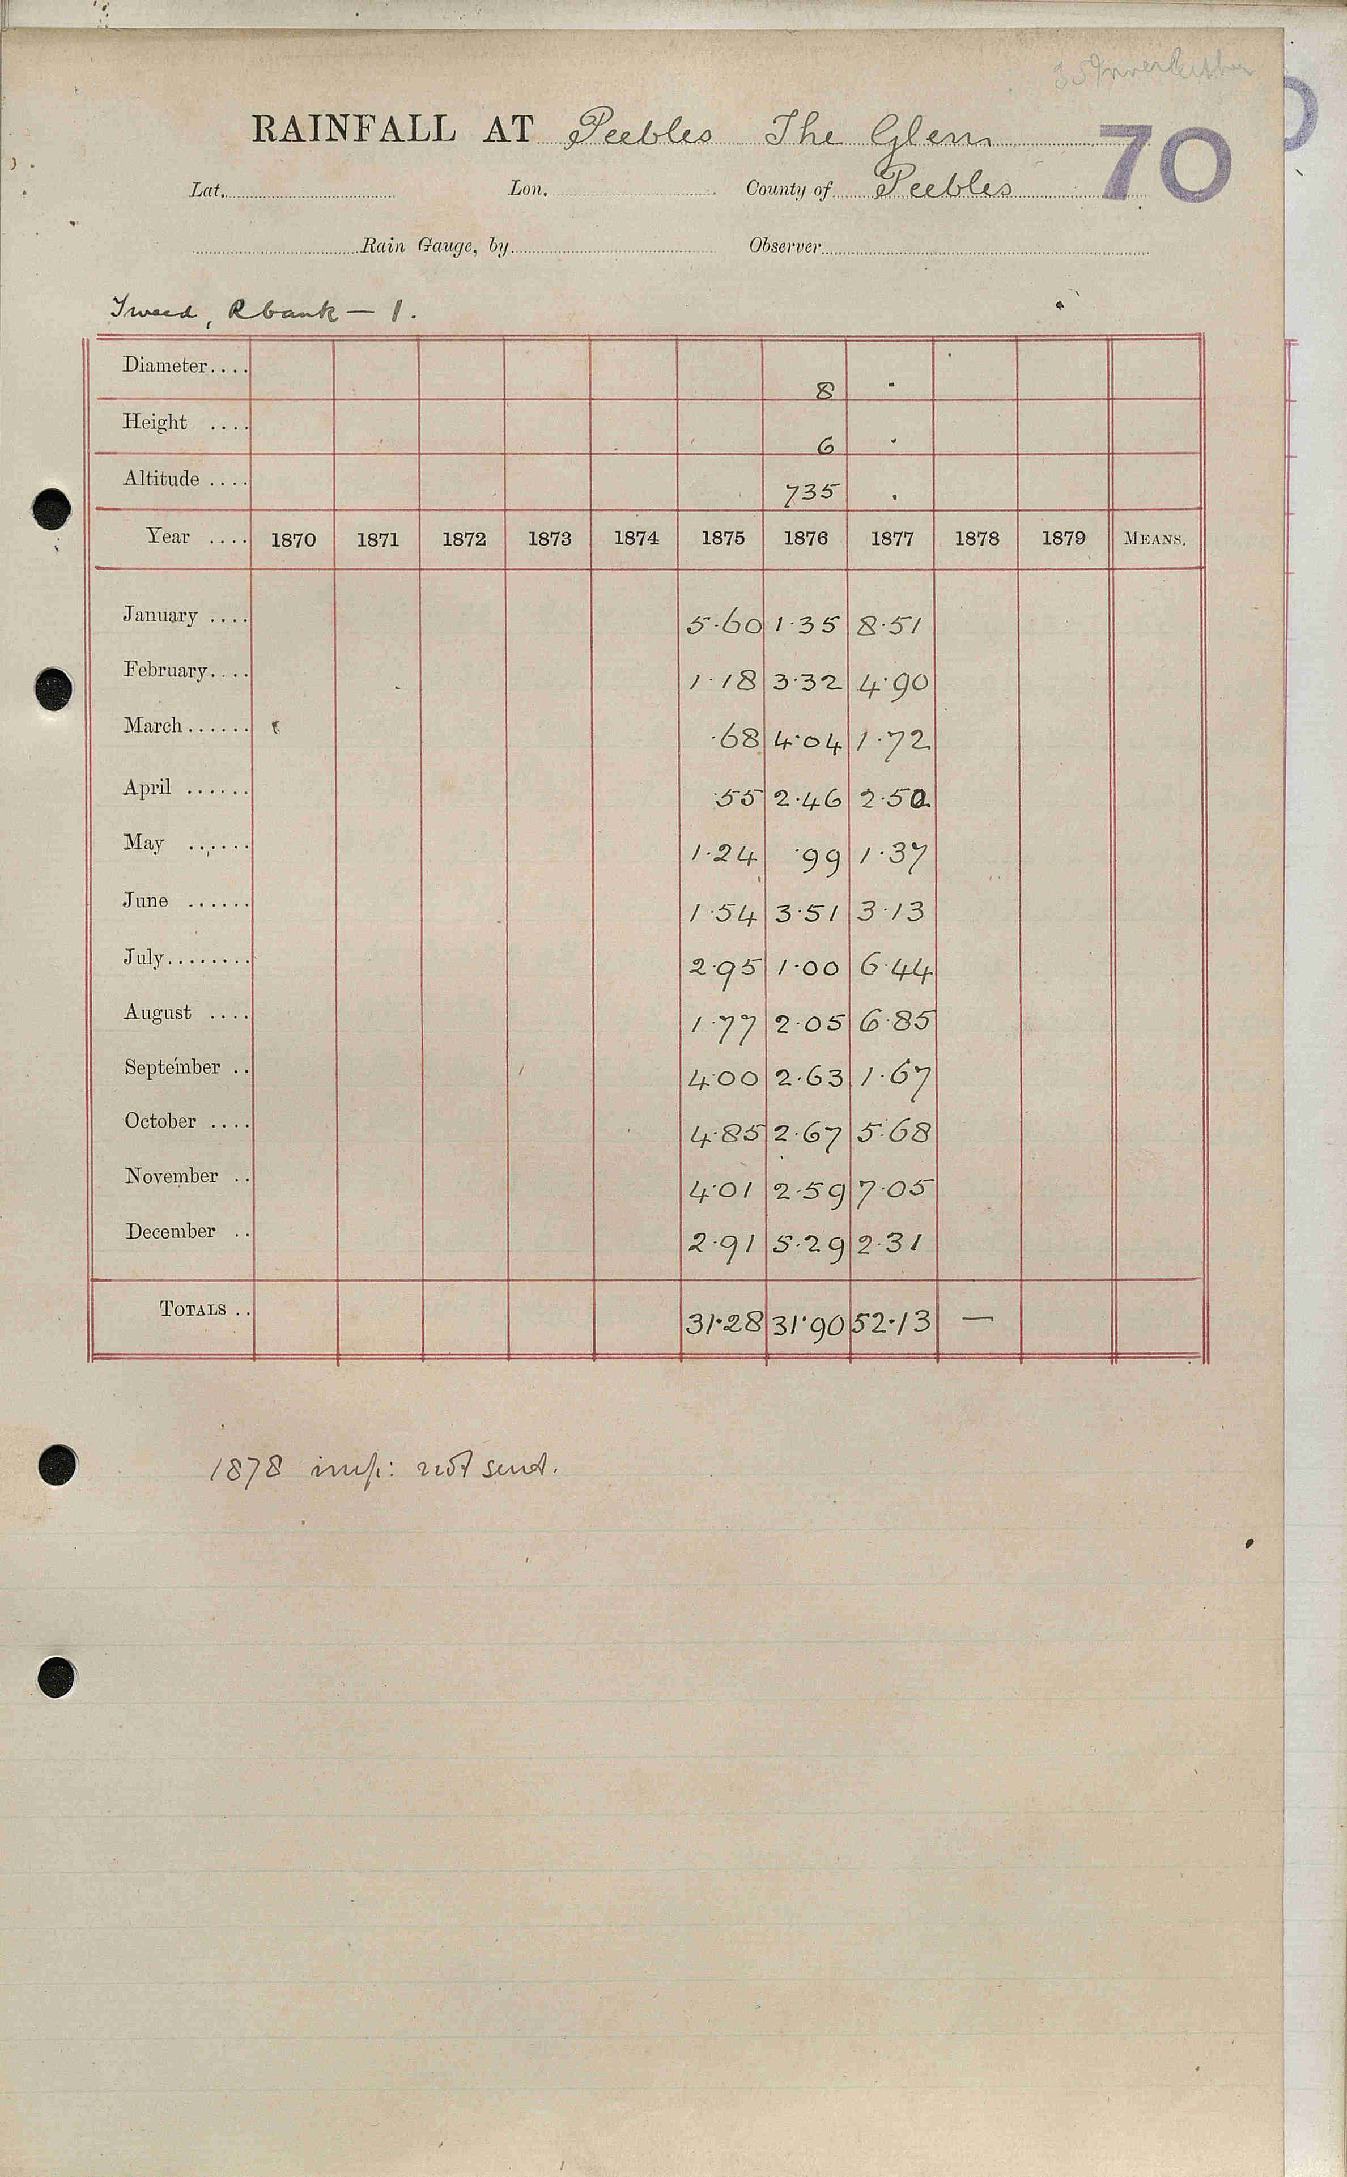 RAINFALL AT Peebles The Glen 70
Lat. Lon. County of Peebles
Rain Gauge, by Observer
Tweed, R bank — 1.
Diameter.... 8 "
Height .... 6 "
Altitude .... 735 "
Year .... 1870 1871 1872 1873 1874 1875 1876 1877 1878 1879 MEANS.
January .... 5.60 1.35 8.51
February.... 1.18 3.32 4.90
March...... .68 4.04 1.72
April ...... .55 2.46 2.50
May ...... 1.24 .99 1.37
June ...... 1.54 3.51 3.13
July........ 2.95 1.00 6.44
August .... 1.77 2.05 6.85
September .. 4.00 2.63 1.67
October .... 4.85 2.67 5.68
November .. 4.01 2.59 7.05
December .. 2.91 5.29 2.31
TOTALS .. 31.28 31.90 52.13 —
1878 imp: not send.